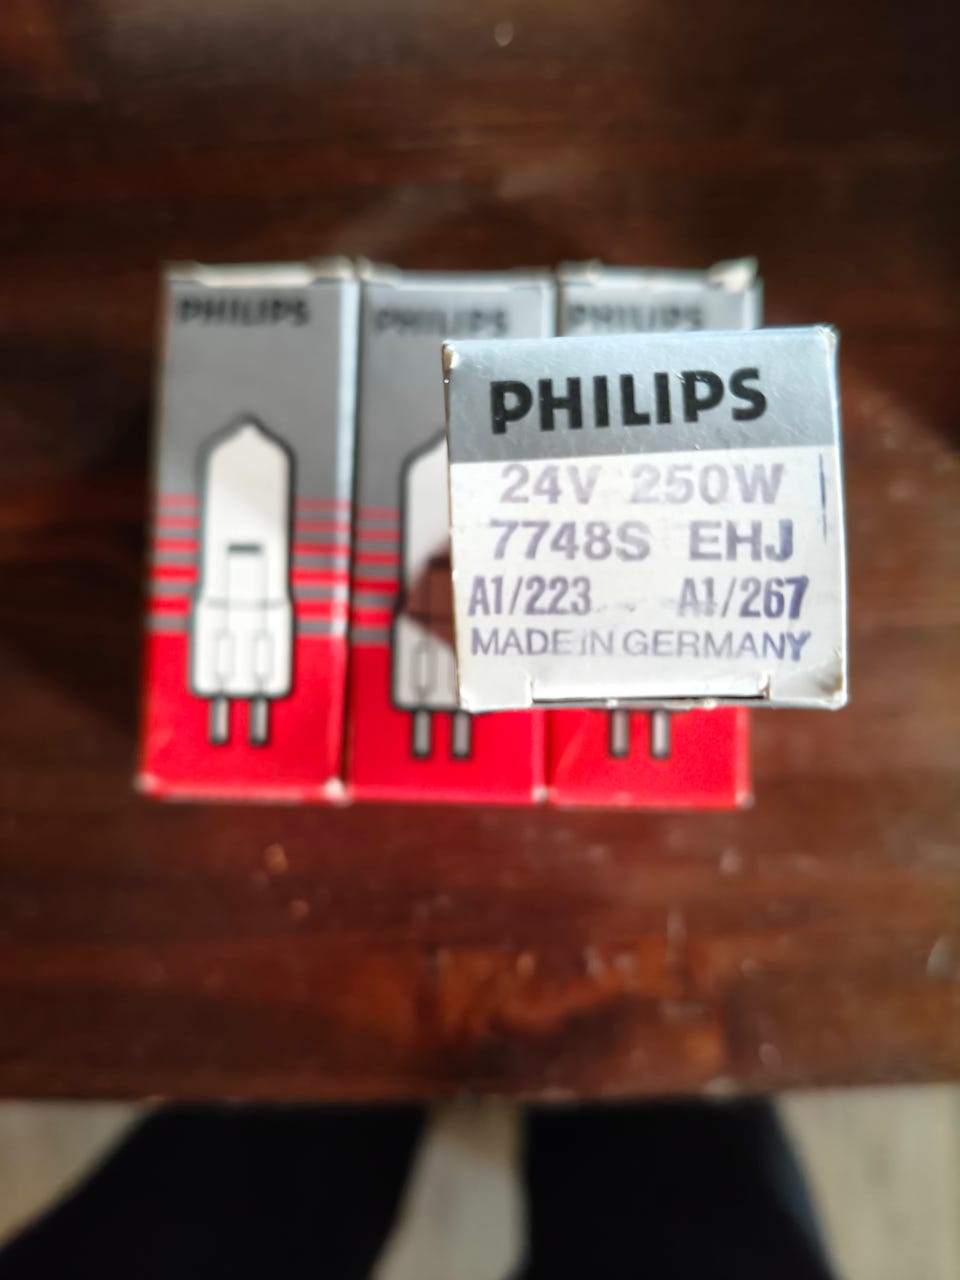 PHILIPS
PHILIPS
PHILIPS
PHILIPS
24V 250W
7748S EHJ
A1/223 A1/267
MADE IN GERMANY